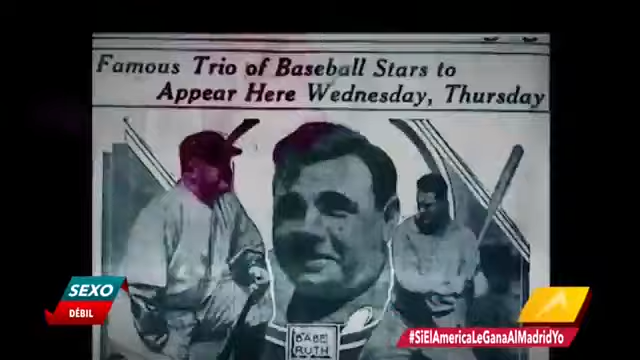 Famous Trio of Baseball Stars to
Appear Here Wednesday, Thursday
BABE
RUTH
SEXO
DÉBIL
#SiElAmericaLeGanaAlMadridYo